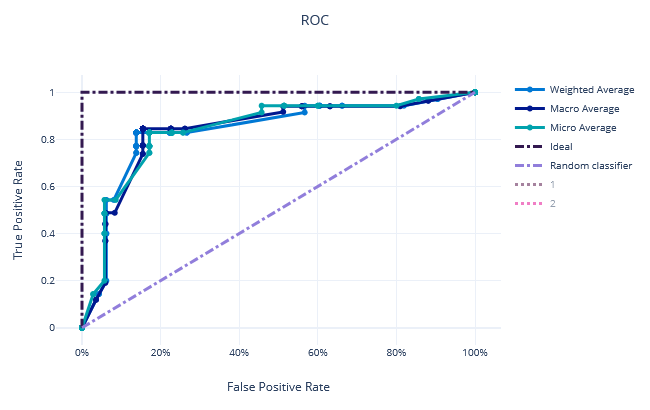 ROC
True Positive Rate
1
0.8
0.6
0.4
0.2
0
0%
20%
40%
60%
80%
100%
False Positive Rate
Weighted Average
Macro Average
Micro Average
Ideal
Random classifier
1
2